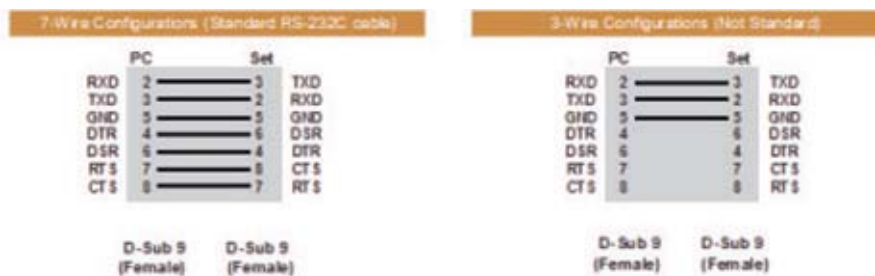 7-Wire Configurations (Standard RS-232C cable)
PC Set
RXD 2 3 TXD
TXD 3 2 RXD
GND 5 5 GND
DTR 4 6 DSR
DSR 6 4 DTR
RTS 7 8 CTS
CTS 8 7 RTS
D-Sub 9 D-Sub 9
(Female) (Female)
3-Wire Configurations (Not Standard)
PC Set
RXD 2 3 TXD
TXD 3 2 RXD
GND 5 5 GND
DTR 4 6 DSR
DSR 6 4 DTR
RTS 7 7 CTS
CTS 8 8 RTS
D-Sub 9 D-Sub 9
(Female) (Female)